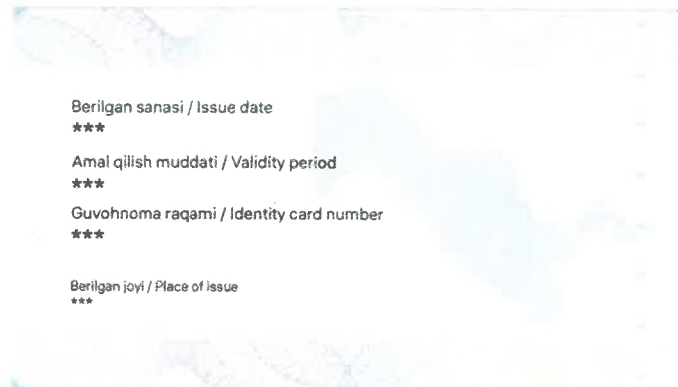 Berilgan sanasi / Issue date
***
Amal qilish muddati / Validity period
***
Guvohnoma raqami / Identity card number
***
Berilgan joyi / Place of issue
***